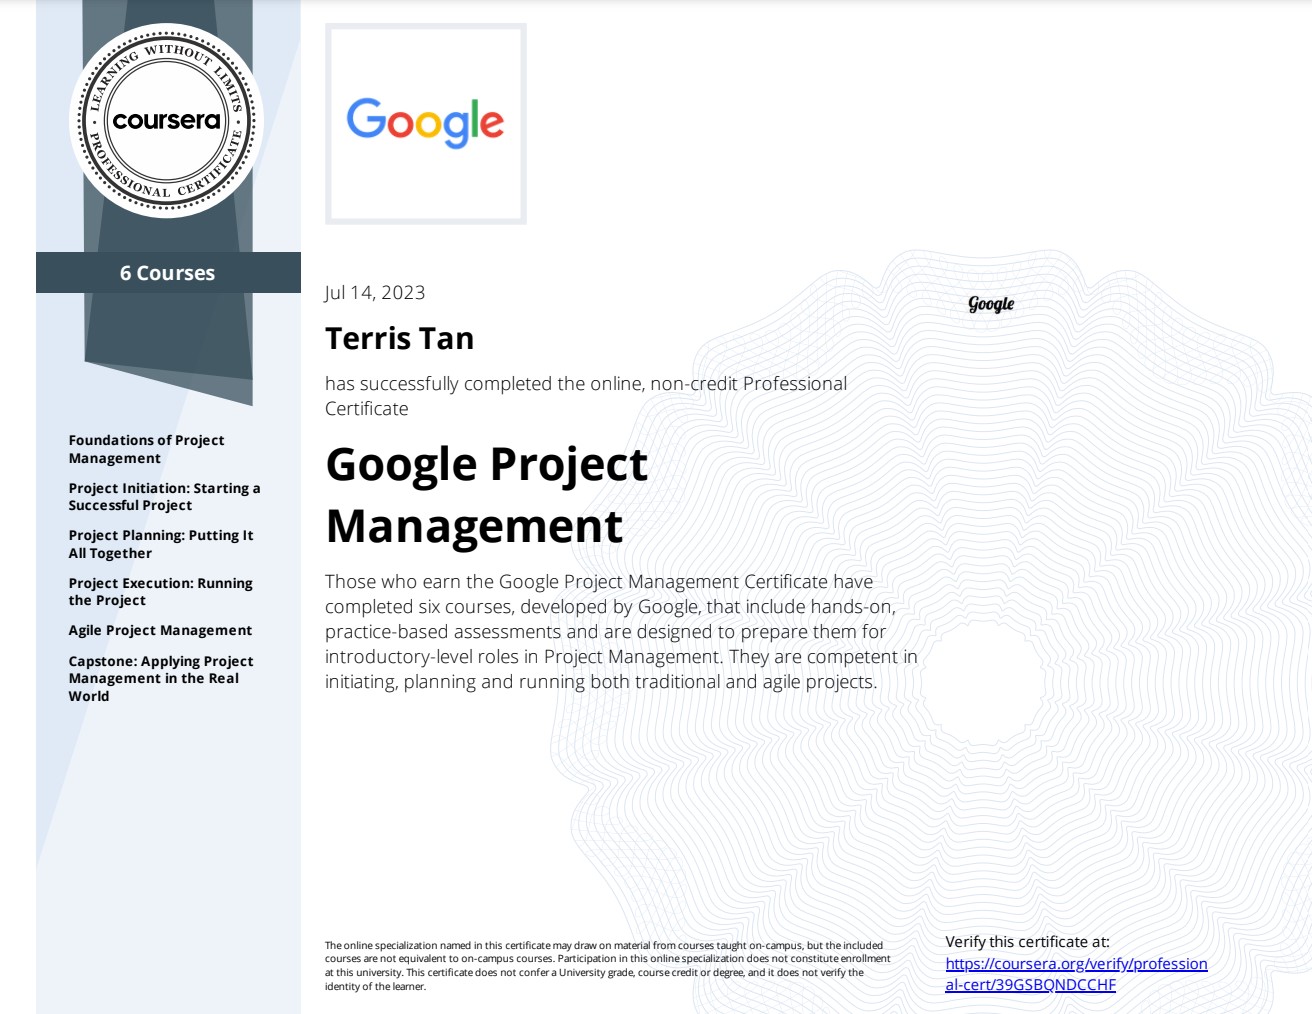 LEARNING WITHOUT LIMITS
coursera
PROFESSIONAL CERTIFICATE
6 Courses
Foundations of Project
Management
Project Initiation: Starting a
Successful Project
Project Planning: Putting It
All Together
Project Execution: Running
the Project
Agile Project Management
Capstone: Applying Project
Management in the Real
World
Google
Jul 14, 2023
Terris Tan
has successfully completed the online, non-credit Professional
Certificate
Google Project
Management
Those who earn the Google Project Management Certificate have
completed six courses, developed by Google, that include hands-on,
practice-based assessments and are designed to prepare them for
introductory-level roles in Project Management. They are competent in
initiating, planning and running both traditional and agile projects.
Google
The online specialization named in this certificate may draw on material from courses taught on-campus, but the included
courses are not equivalent to on-campus courses. Participation in this online specialization does not constitute enrollment
at this university. This certificate does not confer a University grade, course credit or degree, and it does not verify the
identity of the learner.
Verify this certificate at:
https://coursera.org/verify/profession
al-cert/39GSBQNDCCHF